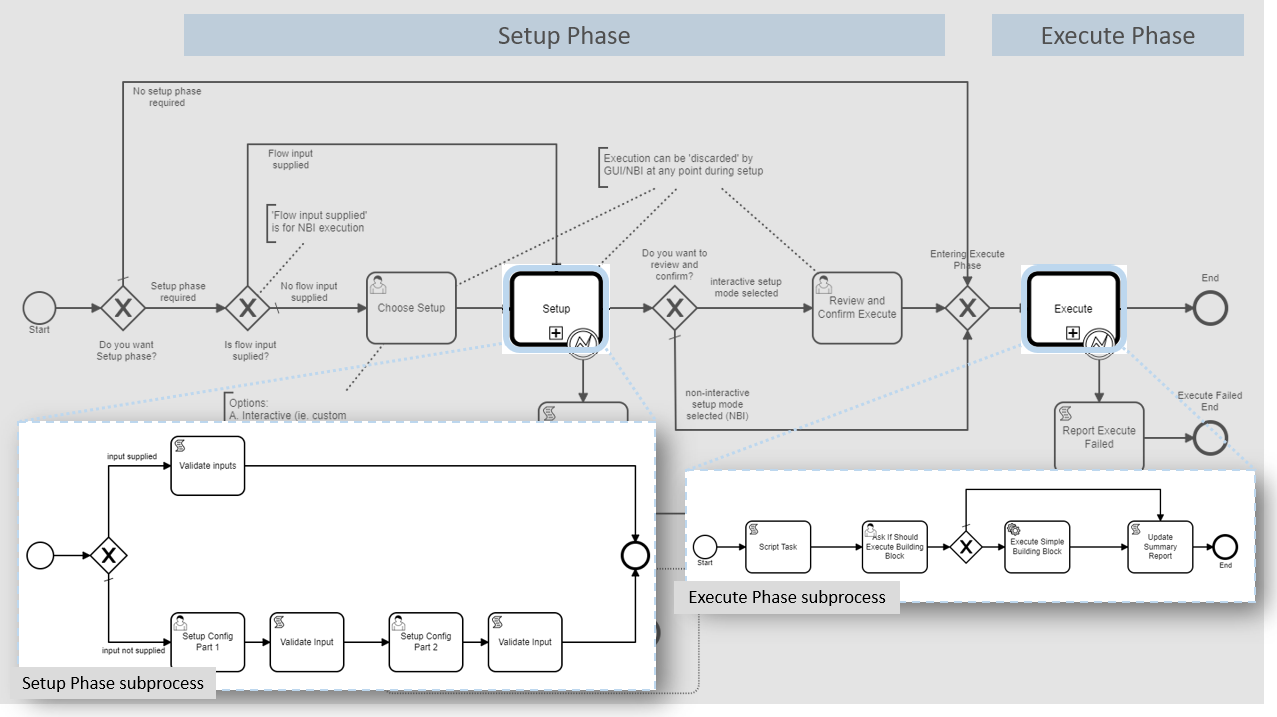 Setup Phase
Execute Phase
No setup phase
required
Flow input
supplied
Execution can be 'discarded' by
GUI/NBI at any point during setup
'Flow input supplied'
is for NBI execution
Do you want to
review and
confirm?
Entering Execute
Phase
Setup phase
required
No flow input
supplied
interactive setup
mode selected
End
X
X
Choose Setup
Setup
X
Review and
Confirm Execute
X
Execute
Start
Do you want
Setup phase?
Is flow input
suplied?
non-interactive
setup mode
selected (NBI)
Options:
A. Interactive (ie. custom
Execute Failed
End
Report Execute
Failed
input supplied
Validate inputs
X
input not supplied
Setup Config
Part 1
Validate Input
Setup Config
Part 2
Validate Input
Setup Phase subprocess
Start
Script Task
Ask If Should
Execute Building
Block
X
Execute Simple
Building Block
Update
Summary
Report
End
Execute Phase subprocess